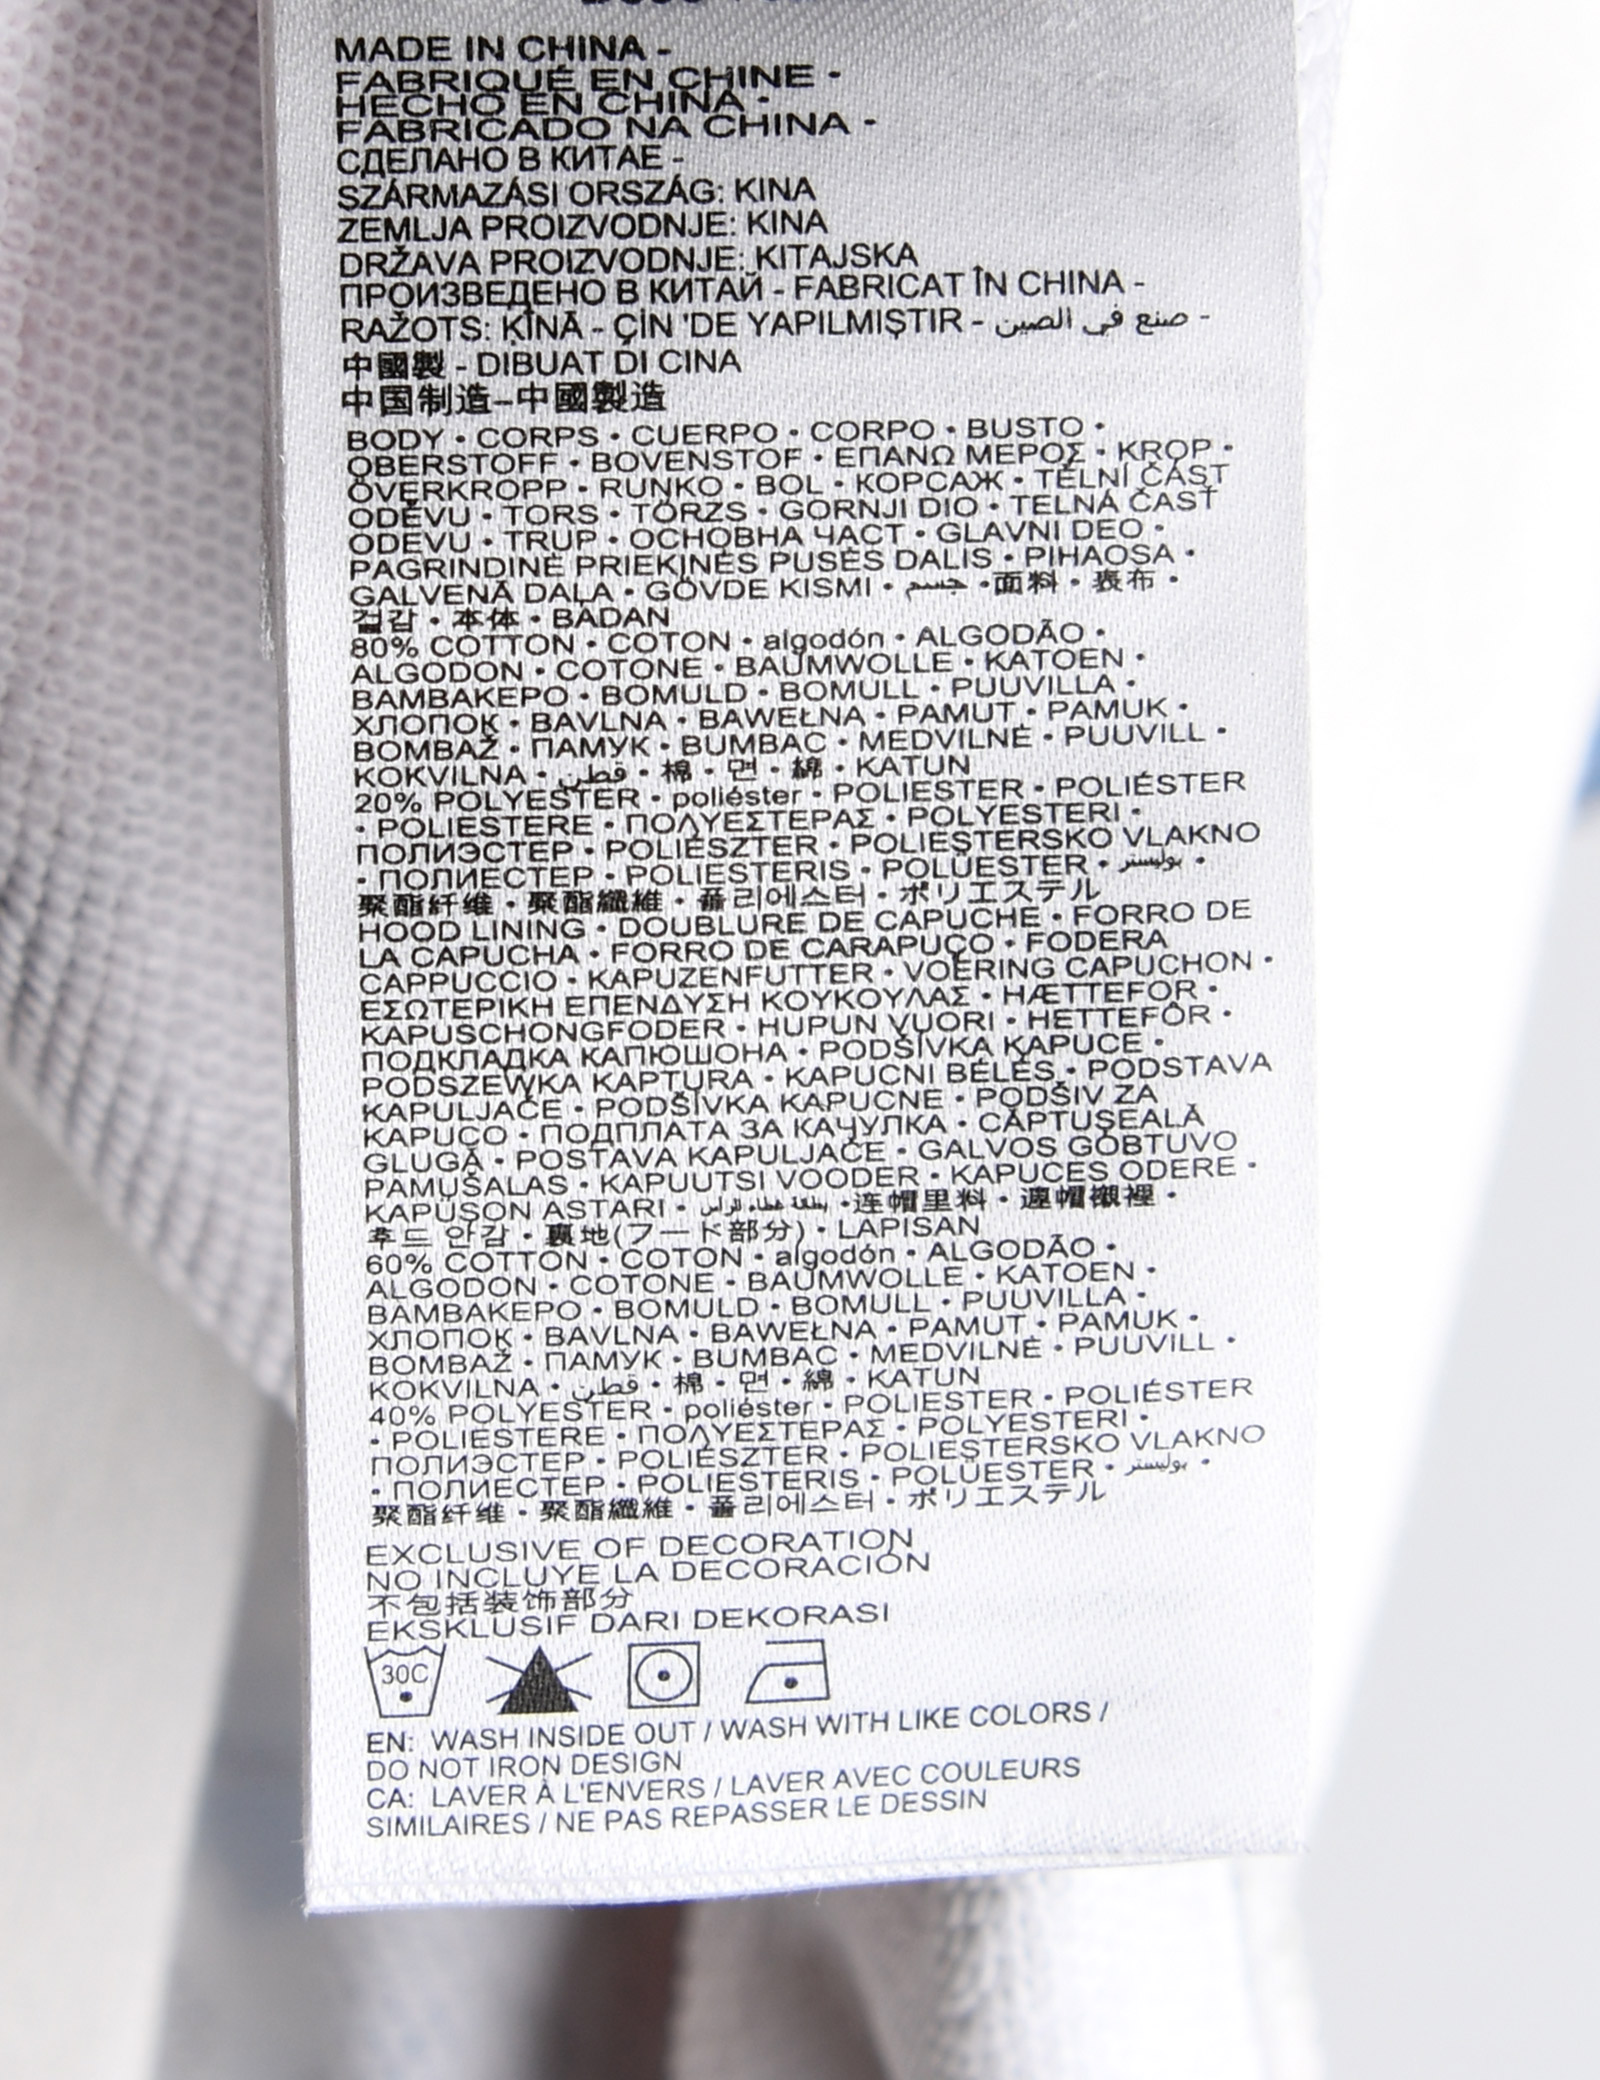 MADE IN CHINA -
FABRIQUÉ EN CHINE -
HECHO EN CHINA -
FABRICADO NA CHINA -
СДЕЛАНО В КИТАЕ -
SZÁRMAZÁSI ORSZÁG: KINA
ZEMLJA PROIZVODNJE: KINA
DRŽAVA PROIZVODNJE: KITAJSKA
ПРОИЗВЕДЕНО В КИТАЙ - FABRICAT ÎN CHINA -
RAŽOTS: ĶĪNĀ - ÇİN 'DE YAPILMIŞTIR - صنع في الصين -
中國製 - DIBUAT DI CINA
中国制造–中國製造
BODY • CORPS • CUERPO • CORPO • BUSTO •
OBERSTOFF • BOVENSTOF • ΕΠΑΝΩ ΜΕΡΟΣ • KROP •
ÖVERKROPP • RUNKO • BOL • КОРСАЖ • TĚLNÍ ČÁST
ODĚVU • TORS • TÖRZS • GORNJI DIO • TELNÁ ČASŤ
ODEVU • TRUP • ОСНОВНА ЧАСТ • GLAVNI DEO •
PAGRINDINĖ PRIEKINĖS PUSĖS DALIS • PIHAOSA •
GALVENĀ DAĻA • GÖVDE KISMI • جسم •面料 • 表布 •
겉감 • 本体 • BADAN
80% COTTON • COTON • algodón • ALGODÃO •
ALGODON • COTONE • BAUMWOLLE • KATOEN •
ΒΑΜΒΑΚΕΡΟ • BOMULD • BOMULL • PUUVILLA •
ХЛОПОК • BAVLNA • BAWEŁNA • PAMUT • PAMUK •
BOMBAŽ • ПАМУК • BUMBAC • MEDVILNĖ • PUUVILL •
KOKVILNA • قطن • 棉 • 면 • 綿 • KATUN
20% POLYESTER • poliéster • POLIESTER • POLIÉSTER
• POLIESTERE • ΠΟΛΥΕΣΤΕΡΑΣ • POLYESTERI •
ПОЛИЭСТЕР • POLIÉSZTER • POLIESTERSKO VLAKNO
• ПОЛИЕСТЕР • POLIESTERIS • POLÜESTER • بوليستر •
聚酯纤维 • 聚酯纖維 • 폴리에스터 • ポリエステル
HOOD LINING • DOUBLURE DE CAPUCHE • FORRO DE
LA CAPUCHA • FORRO DE CARAPUÇO • FODERA
CAPPUCCIO • KAPUZENFUTTER • VOERING CAPUCHON •
ΕΣΩΤΕΡΙΚΗ ΕΠΕΝΔΥΣΗ ΚΟΥΚΟΥΛΑΣ • HÆTTEFOR •
KAPUSCHONGFODER • HUPUN VUORI • HETTEFÔR •
ПОДКЛАДКА КАПЮШОНА • PODŠÍVKA KAPUCE •
PODSZEWKA KAPTURA • KAPUCNI BÉLÉS • PODSTAVA
KAPULJAČE • PODŠÍVKA KAPUCNE • PODŠIV ZA
KAPUCO • ПОДПЛАТА ЗА КАЧУЛКА • CĂPTUŞEALĂ
GLUGĂ • POSTAVA KAPULJAČE • GALVOS GOBTUVO
PAMUŠALAS • KAPUUTSI VOODER • KAPUCES ODERE •
KAPUŞON ASTARI • بطانة غطاء الراس •连帽里料 • 連帽襯裡 •
후드 안감 • 裏地(フード部分) • LAPISAN
60% COTTON • COTON • algodón • ALGODÃO •
ALGODON • COTONE • BAUMWOLLE • KATOEN •
ΒΑΜΒΑΚΕΡΟ • BOMULD • BOMULL • PUUVILLA •
ХЛОПОК • BAVLNA • BAWEŁNA • PAMUT • PAMUK •
BOMBAŽ • ПАМУК • BUMBAC • MEDVILNĖ • PUUVILL •
KOKVILNA • قطن • 棉 • 면 • 綿 • KATUN
40% POLYESTER • poliéster • POLIESTER • POLIÉSTER
• POLIESTERE • ΠΟΛΥΕΣΤΕΡΑΣ • POLYESTERI •
ПОЛИЭСТЕР • POLIÉSZTER • POLIESTERSKO VLAKNO
• ПОЛИЕСТЕР • POLIESTERIS • POLÜESTER • بوليستر •
聚酯纤维 • 聚酯纖維 • 폴리에스터 • ポリエステル
EXCLUSIVE OF DECORATION
NO INCLUYE LA DECORACIÓN
不包括装饰部分
EKSKLUSIF DARI DEKORASI
30C
EN: WASH INSIDE OUT / WASH WITH LIKE COLORS /
DO NOT IRON DESIGN
CA: LAVER À L'ENVERS / LAVER AVEC COULEURS
SIMILAIRES / NE PAS REPASSER LE DESSIN